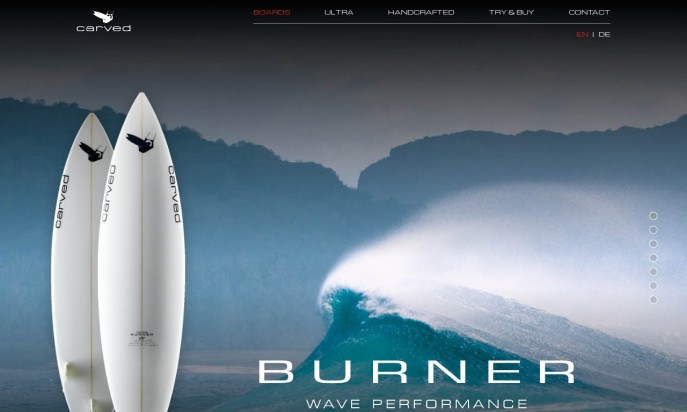 carved
BOARDS ULTRA HANDCRAFTED TRY & BUY CONTACT
EN | DE
carved
carved
carved
BURNER
WAVE PERFORMANCE